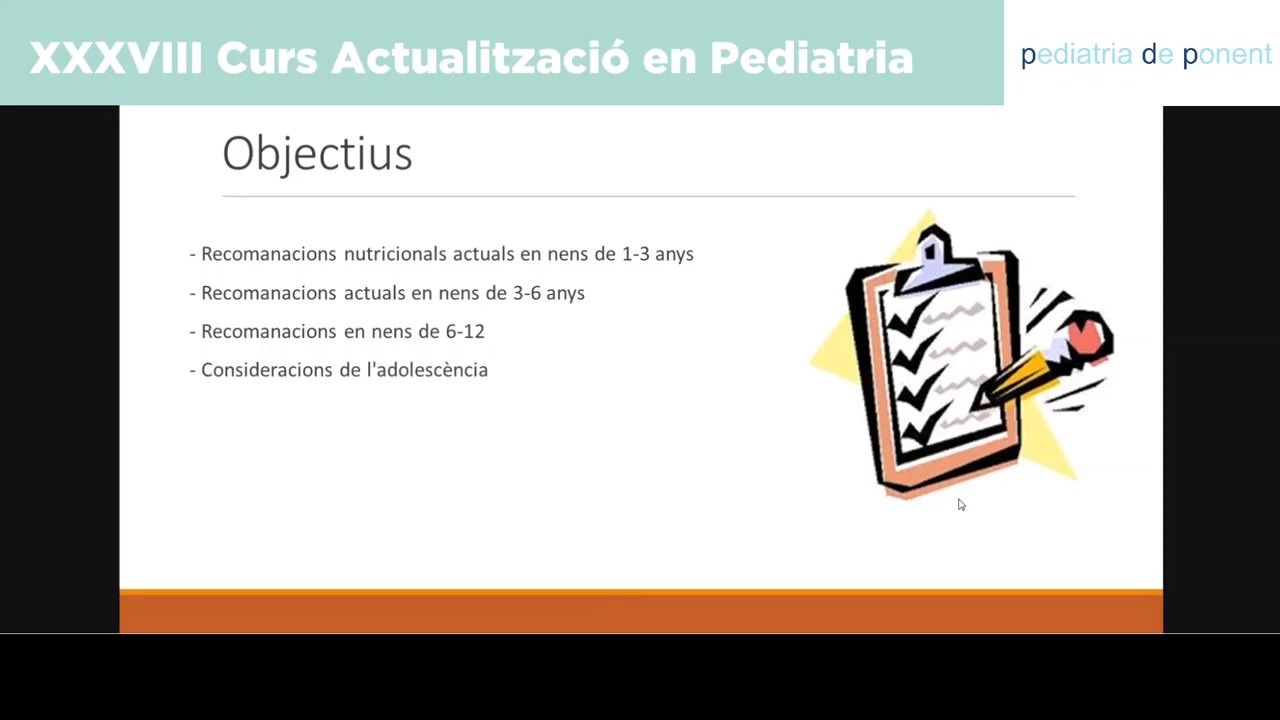 XXXVIII Curs Actualització en Pediatria
pediatria de ponent
Objectius
- Recomanacions nutricionals actuals en nens de 1-3 anys
- Recomanacions actuals en nens de 3-6 anys
- Recomanacions en nens de 6-12
- Consideracions de l'adolescència